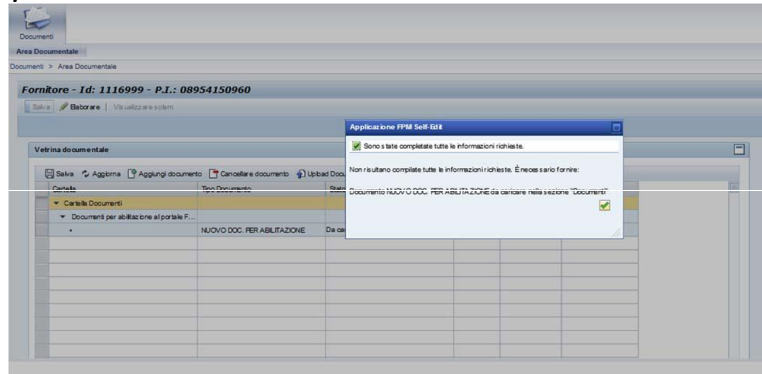 Documenti
Area Documentale
Documenti > Area Documentale
Fornitore - Id: 1116999 - P.I.: 08954150960
Salva Elaborare | Visualizzare
Applicazione FPM Self-Edit
Sono state completate tutte le informazioni richieste.
Vetrina documentale
Non risultano compilate tutte le informazioni richieste. È necessario fornire:
Salva Aggiorna Aggiungi documento Cancellare documento Upload Docu
Cartella Tipo Documento Stato
Documento NUOVO DOC. PER ABILITAZIONE da caricare nella sezione "Documenti"
Cartella Documenti
Documenti per abilitazione al portale F...
NUOVO DOC. PER ABILITAZIONE Da ca